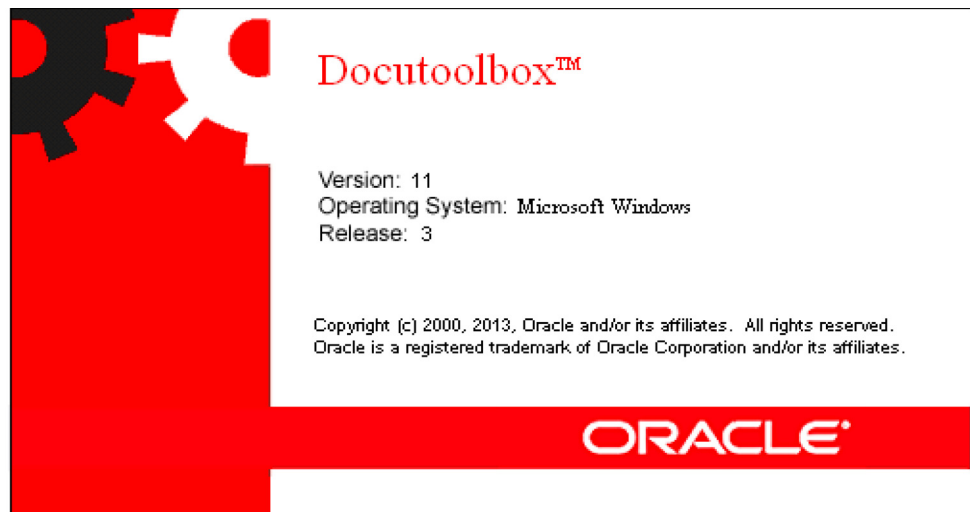 Docutoolbox™
Version: 11
Operating System: Microsoft Windows
Release: 3
Copyright (c) 2000, 2013, Oracle and/or its affiliates.  All rights reserved.
Oracle is a registered trademark of Oracle Corporation and/or its affiliates.
ORACLE